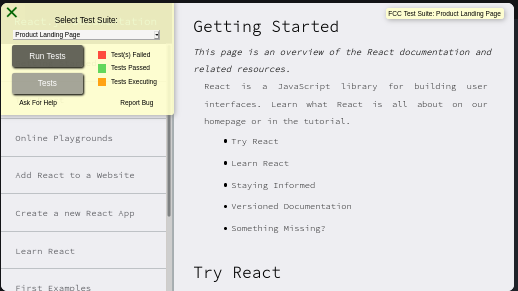 Select Test Suite:
Product Landing Page
Run Tests
Tests
Test(s) Failed
Tests Passed
Tests Executing
Ask For Help
Report Bug
Online Playgrounds
Add React to a Website
Create a new React App
Learn React
First Examples
FCC Test Suite: Product Landing Page
Getting Started
This page is an overview of the React documentation and
related resources.
React is a JavaScript library for building user
interfaces. Learn what React is all about on our
homepage or in the tutorial.
Try React
Learn React
Staying Informed
Versioned Documentation
Something Missing?
Try React